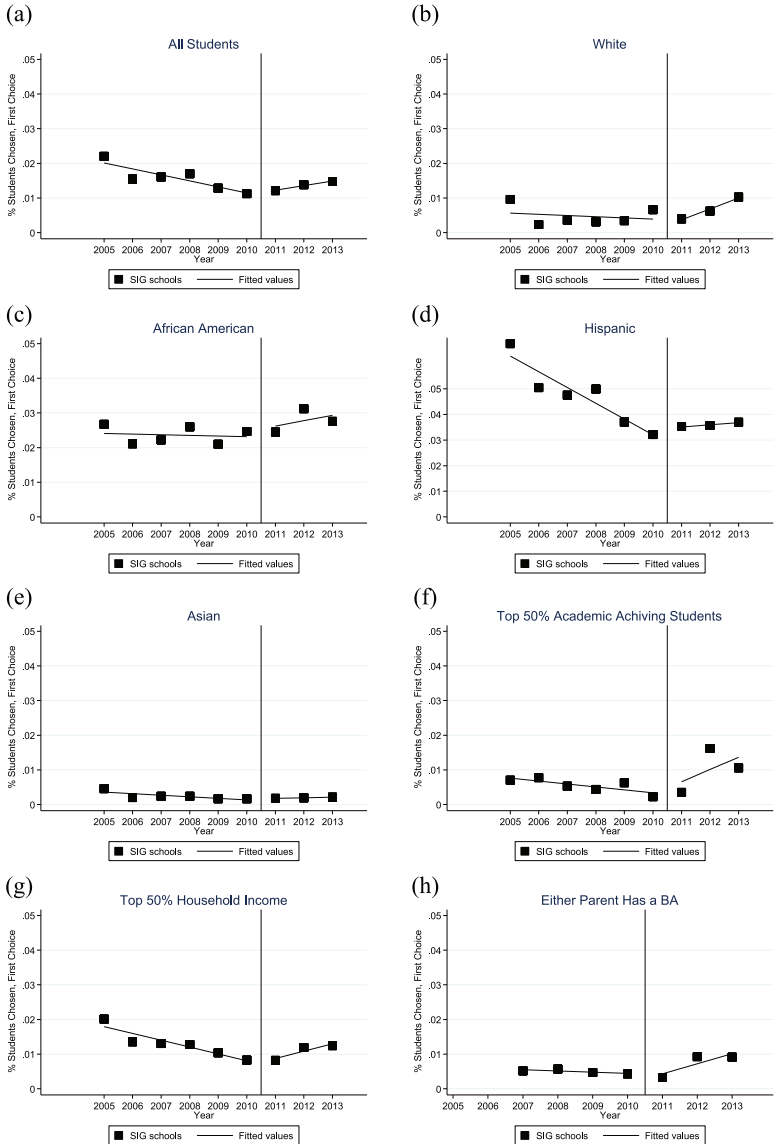 (a)
All Students
% Students Chosen, First Choice
.05
.04
.03
.02
.01
0
2005 2006 2007 2008 2009 2010 2011 2012 2013
Year
SIG schools Fitted values
(b)
White
% Students Chosen, First Choice
.05
.04
.03
.02
.01
0
2005 2006 2007 2008 2009 2010 2011 2012 2013
Year
SIG schools Fitted values
(c)
African American
% Students Chosen, First Choice
.05
.04
.03
.02
.01
0
2005 2006 2007 2008 2009 2010 2011 2012 2013
Year
SIG schools Fitted values
(d)
Hispanic
% Students Chosen, First Choice
.05
.05
.04
.03
.02
.01
0
2005 2006 2007 2008 2009 2010 2011 2012 2013
Year
SIG schools Fitted values
(e)
Asian
% Students Chosen, First Choice
.05
.04
.03
.02
.01
0
2005 2006 2007 2008 2009 2010 2011 2012 2013
Year
SIG schools Fitted values
(f)
Top 50% Academic Achiving Students
% Students Chosen, First Choice
.05
.04
.03
.02
.01
0
2005 2006 2007 2008 2009 2010 2011 2012 2013
Year
SIG schools Fitted values
(g)
Top 50% Household Income
% Students Chosen, First Choice
.05
.04
.03
.02
.01
0
2005 2006 2007 2008 2009 2010 2011 2012 2013
Year
SIG schools Fitted values
(h)
Either Parent Has a BA
% Students Chosen, First Choice
.05
.04
.03
.02
.01
0
2005 2006 2007 2008 2009 2010 2011 2012 2013
Year
SIG schools Fitted values